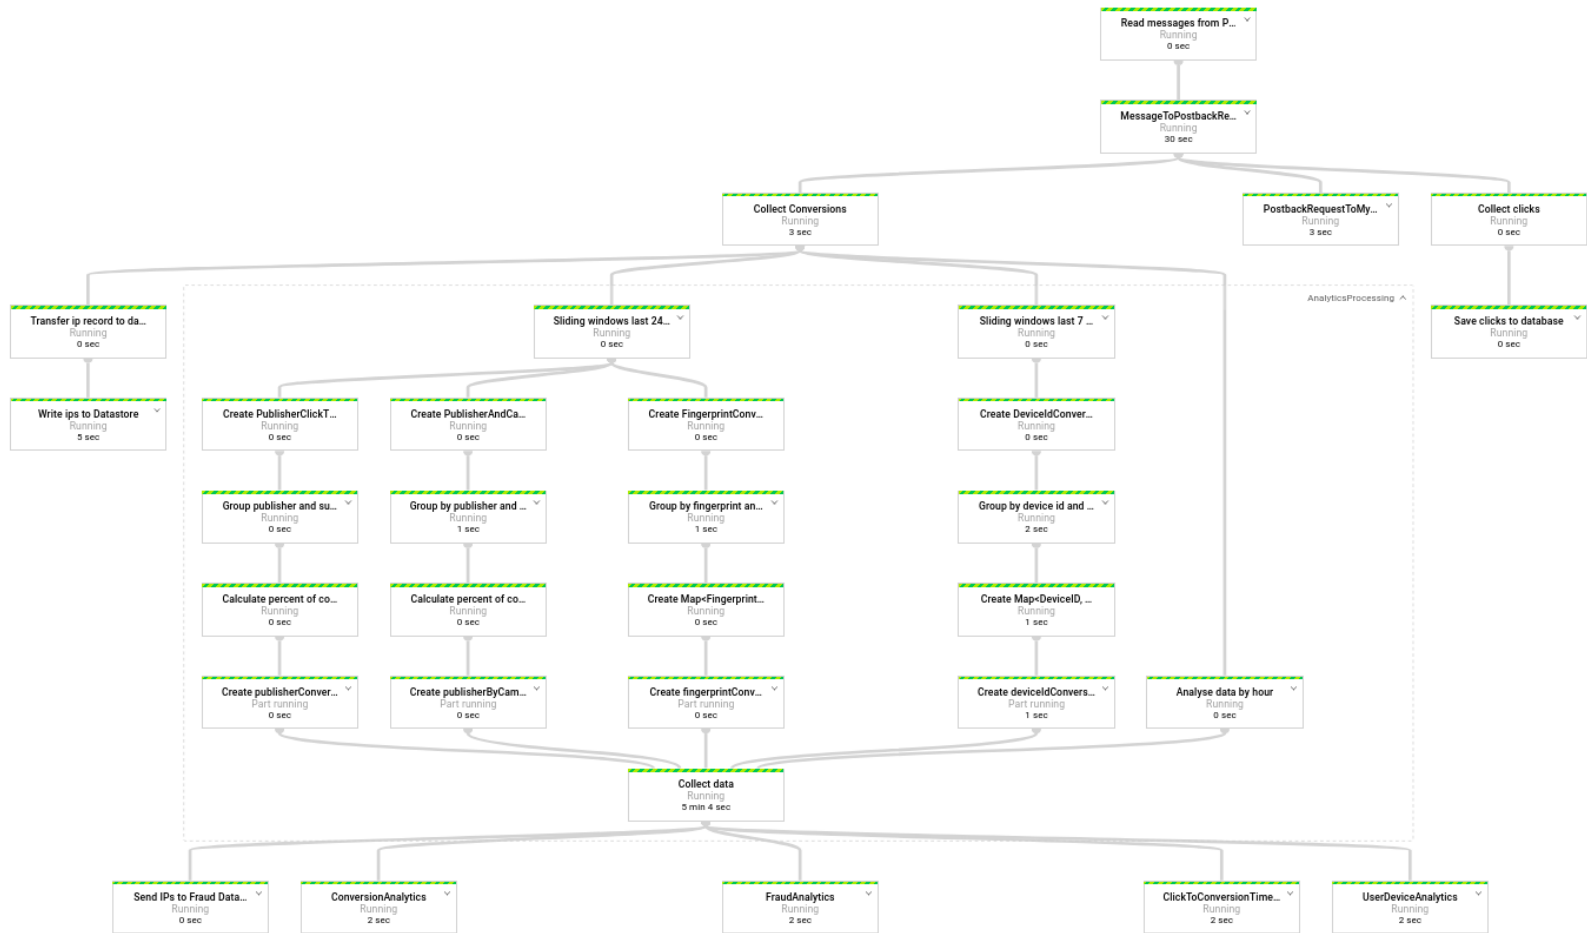 Read messages from P...
Running
0 sec
MessageToPostbackRe...
Running
30 sec
Collect Conversions
Running
3 sec
PostbackRequestToMy...
Running
3 sec
Collect clicks
Running
0 sec
AnalyticsProcessing
Transfer ip record to da...
Running
0 sec
Sliding windows last 24...
Running
0 sec
Sliding windows last 7 ...
Running
0 sec
Save clicks to database
Running
0 sec
Write ips to Datastore
Running
5 sec
Create PublisherClickT...
Running
0 sec
Create PublisherAndCa...
Running
0 sec
Create FingerprintConv...
Running
0 sec
Create DeviceIdConver...
Running
0 sec
Group publisher and su...
Running
0 sec
Group by publisher and ...
Running
1 sec
Group by fingerprint an...
Running
1 sec
Group by device id and ...
Running
2 sec
Calculate percent of co...
Running
0 sec
Calculate percent of co...
Running
0 sec
Create Map<Fingerprint...
Running
0 sec
Create Map<DeviceID, ...
Running
1 sec
Create publisherConver...
Part running
0 sec
Create publisherByCam...
Part running
0 sec
Create fingerprintConv...
Part running
0 sec
Create deviceIdConvers...
Part running
1 sec
Analyse data by hour
Running
0 sec
Collect data
Running
5 min 4 sec
Send IPs to Fraud Data...
Running
0 sec
ConversionAnalytics
Running
2 sec
FraudAnalytics
Running
2 sec
ClickToConversionTime...
Running
2 sec
UserDeviceAnalytics
Running
2 sec